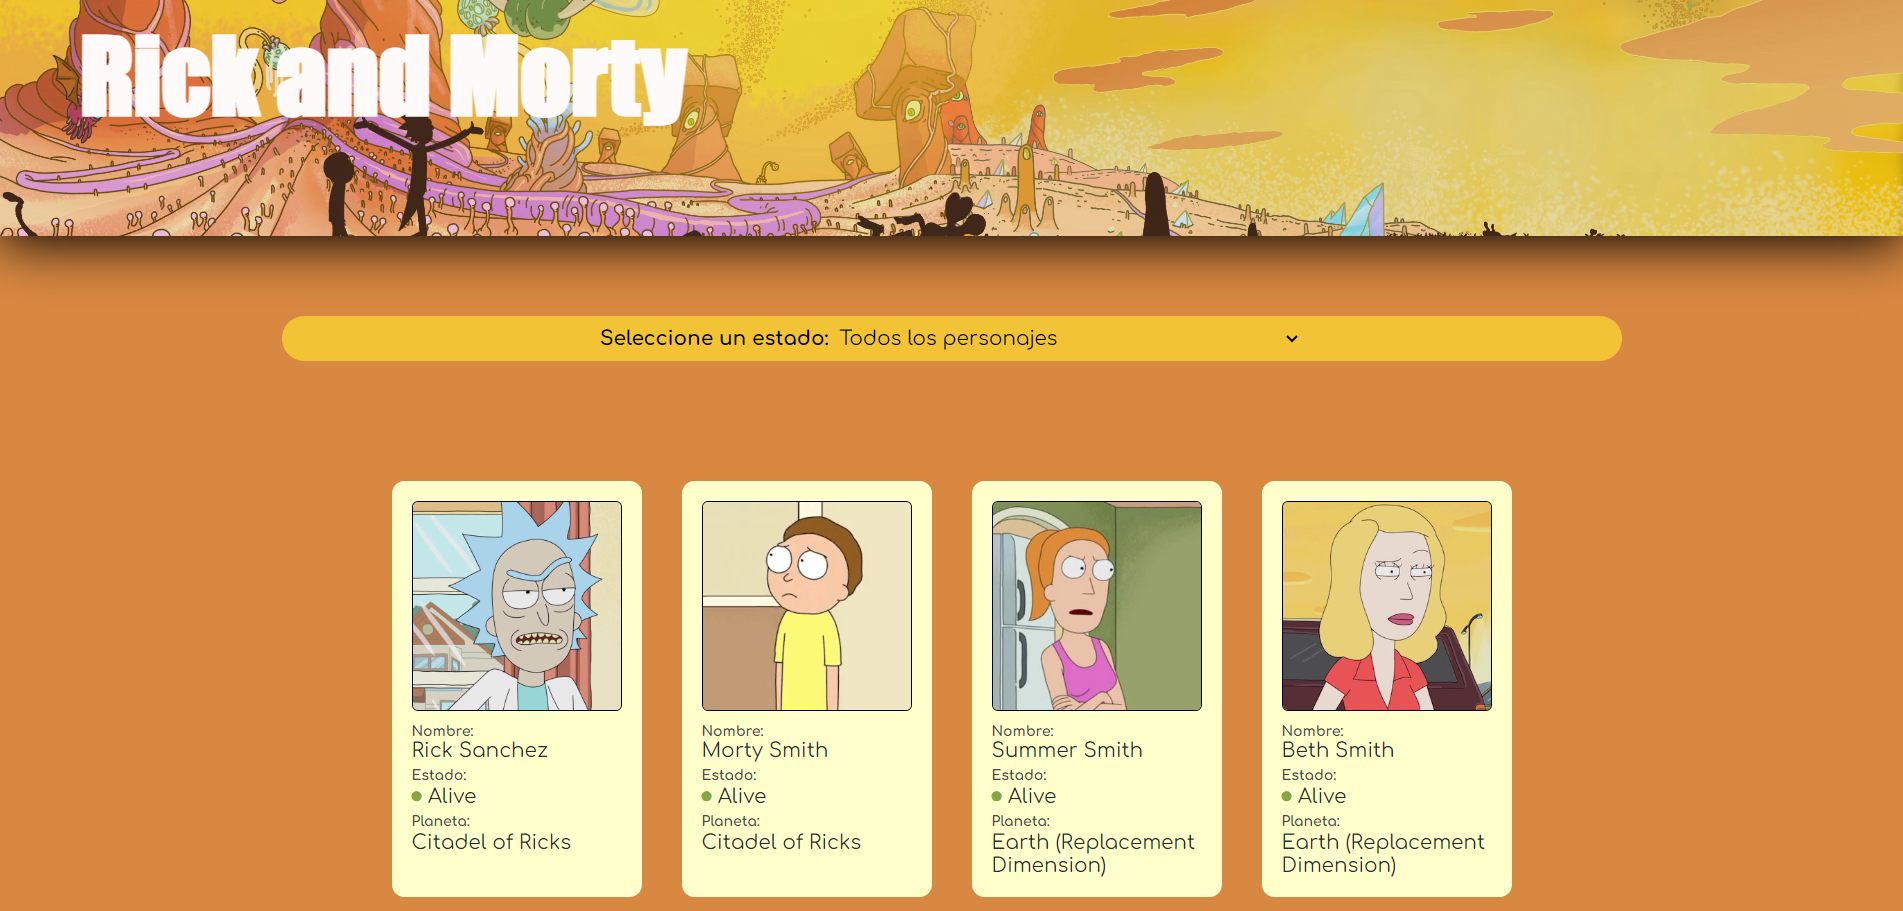 Rick and Morty
Seleccione un estado: Todos los personajes
Nombre:
Rick Sanchez
Estado:
Alive
Planeta:
Citadel of Ricks
Nombre:
Morty Smith
Estado:
Alive
Planeta:
Citadel of Ricks
Nombre:
Summer Smith
Estado:
Alive
Planeta:
Earth (Replacement
Dimension)
Nombre:
Beth Smith
Estado:
Alive
Planeta:
Earth (Replacement
Dimension)